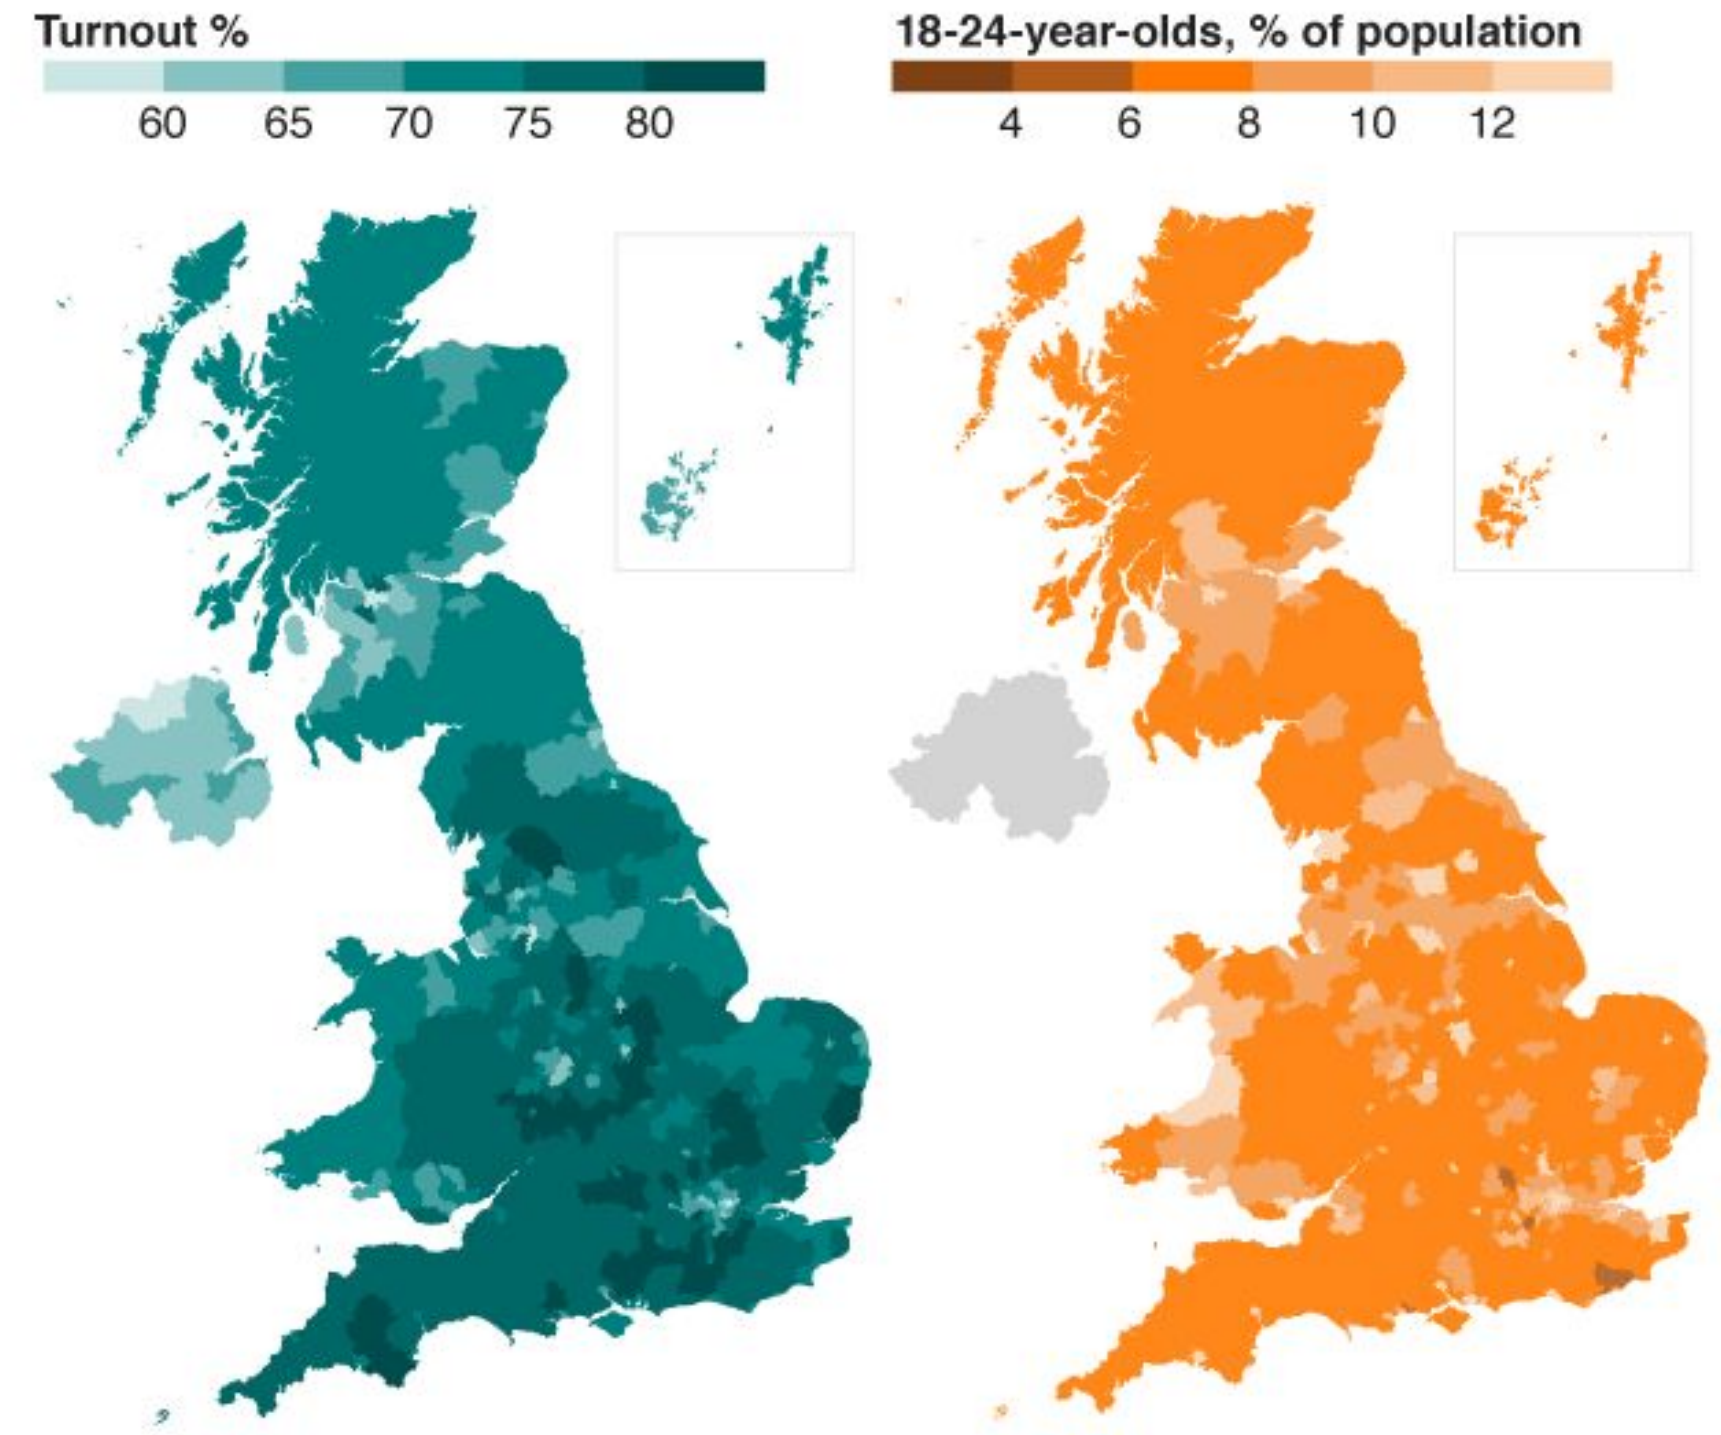 Turnout %
60 65 70 75 80
18-24-year-olds, % of population
4 6 8 10 12